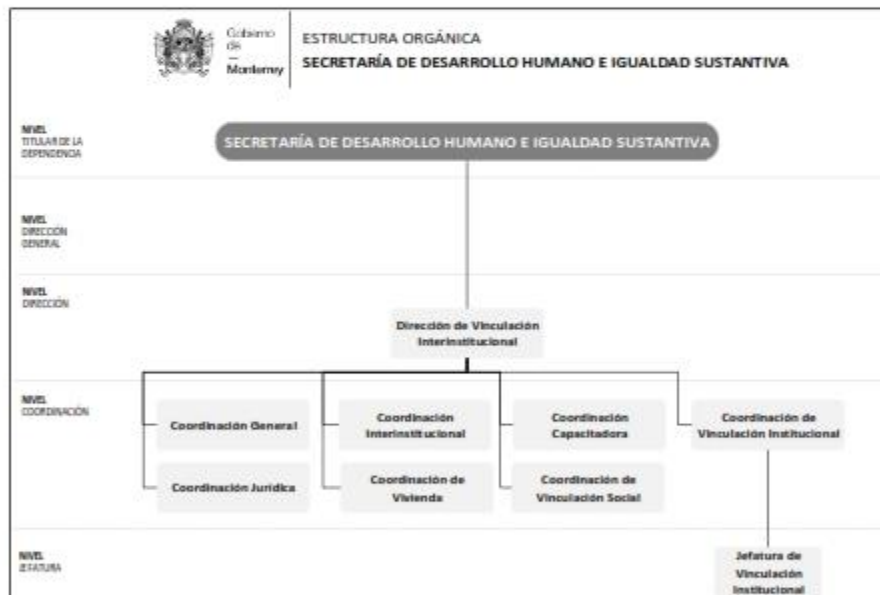 Gobierno
de
Monterrey
ESTRUCTURA ORGÁNICA
SECRETARÍA DE DESARROLLO HUMANO E IGUALDAD SUSTANTIVA
NIVEL
TITULAR DE LA
DEPENDENCIA
SECRETARÍA DE DESARROLLO HUMANO E IGUALDAD SUSTANTIVA
NIVEL
DIRECCIÓN
GENERAL
NIVEL
DIRECCIÓN
Dirección de Vinculación
Interinstitucional
NIVEL
COORDINACIÓN
Coordinación General
Coordinación
Interinstitucional
Coordinación
Capacitadora
Coordinación de
Vinculación Institucional
Coordinación Jurídica
Coordinación de
Vivienda
Coordinación de
Vinculación Social
NIVEL
JEFATURA
Jefatura de
Vinculación
Institucional